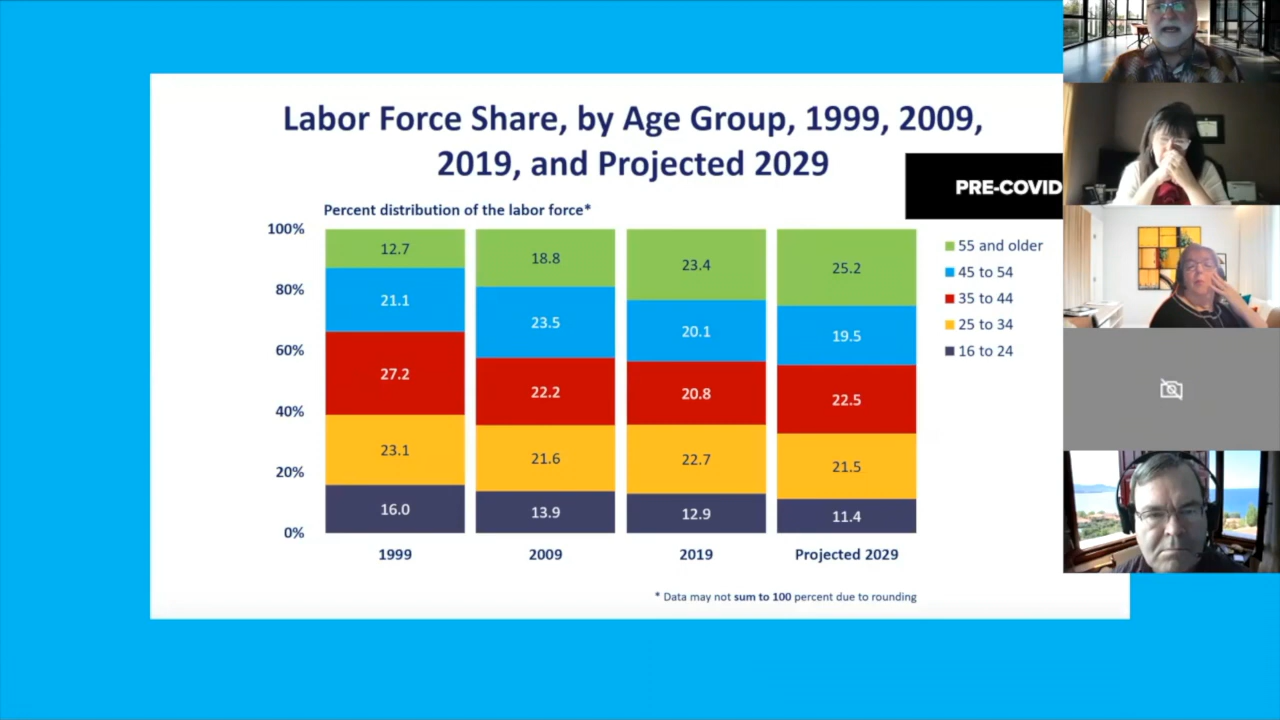 Labor Force Share, by Age Group, 1999, 2009,
2019, and Projected 2029
PRE-COVID
Percent distribution of the labor force*
100%
80%
60%
40%
20%
0%
12.7
21.1
27.2
23.1
16.0
18.8
23.5
22.2
21.6
13.9
23.4
20.1
20.8
22.7
12.9
25.2
19.5
22.5
21.5
11.4
1999
2009
2019
Projected 2029
55 and older
45 to 54
35 to 44
25 to 34
16 to 24
* Data may not sum to 100 percent due to rounding